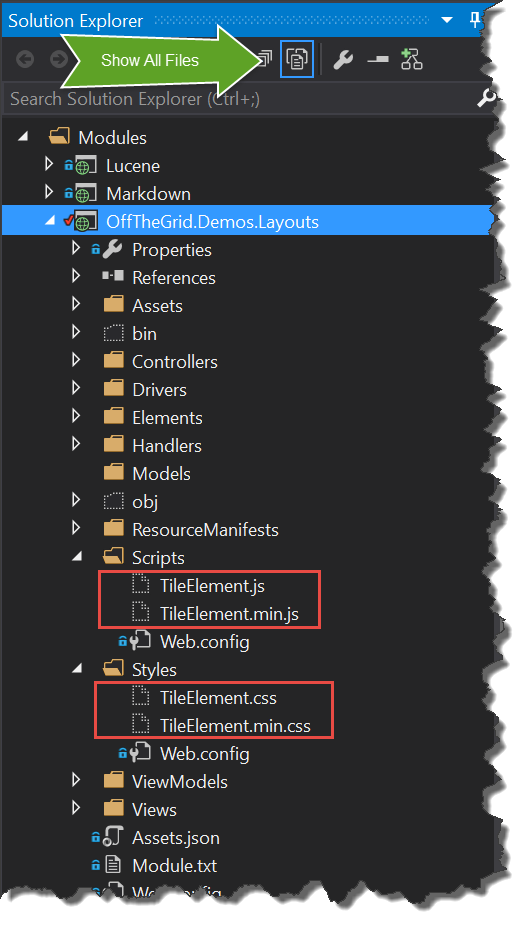 Solution Explorer
Show All Files
Search Solution Explorer (Ctrl+;)
Modules
Lucene
Markdown
OffTheGrid.Demos.Layouts
Properties
References
Assets
bin
Controllers
Drivers
Elements
Handlers
Models
obj
ResourceManifests
Scripts
TileElement.js
TileElement.min.js
Web.config
Styles
TileElement.css
TileElement.min.css
Web.config
ViewModels
Views
Assets.json
Module.txt